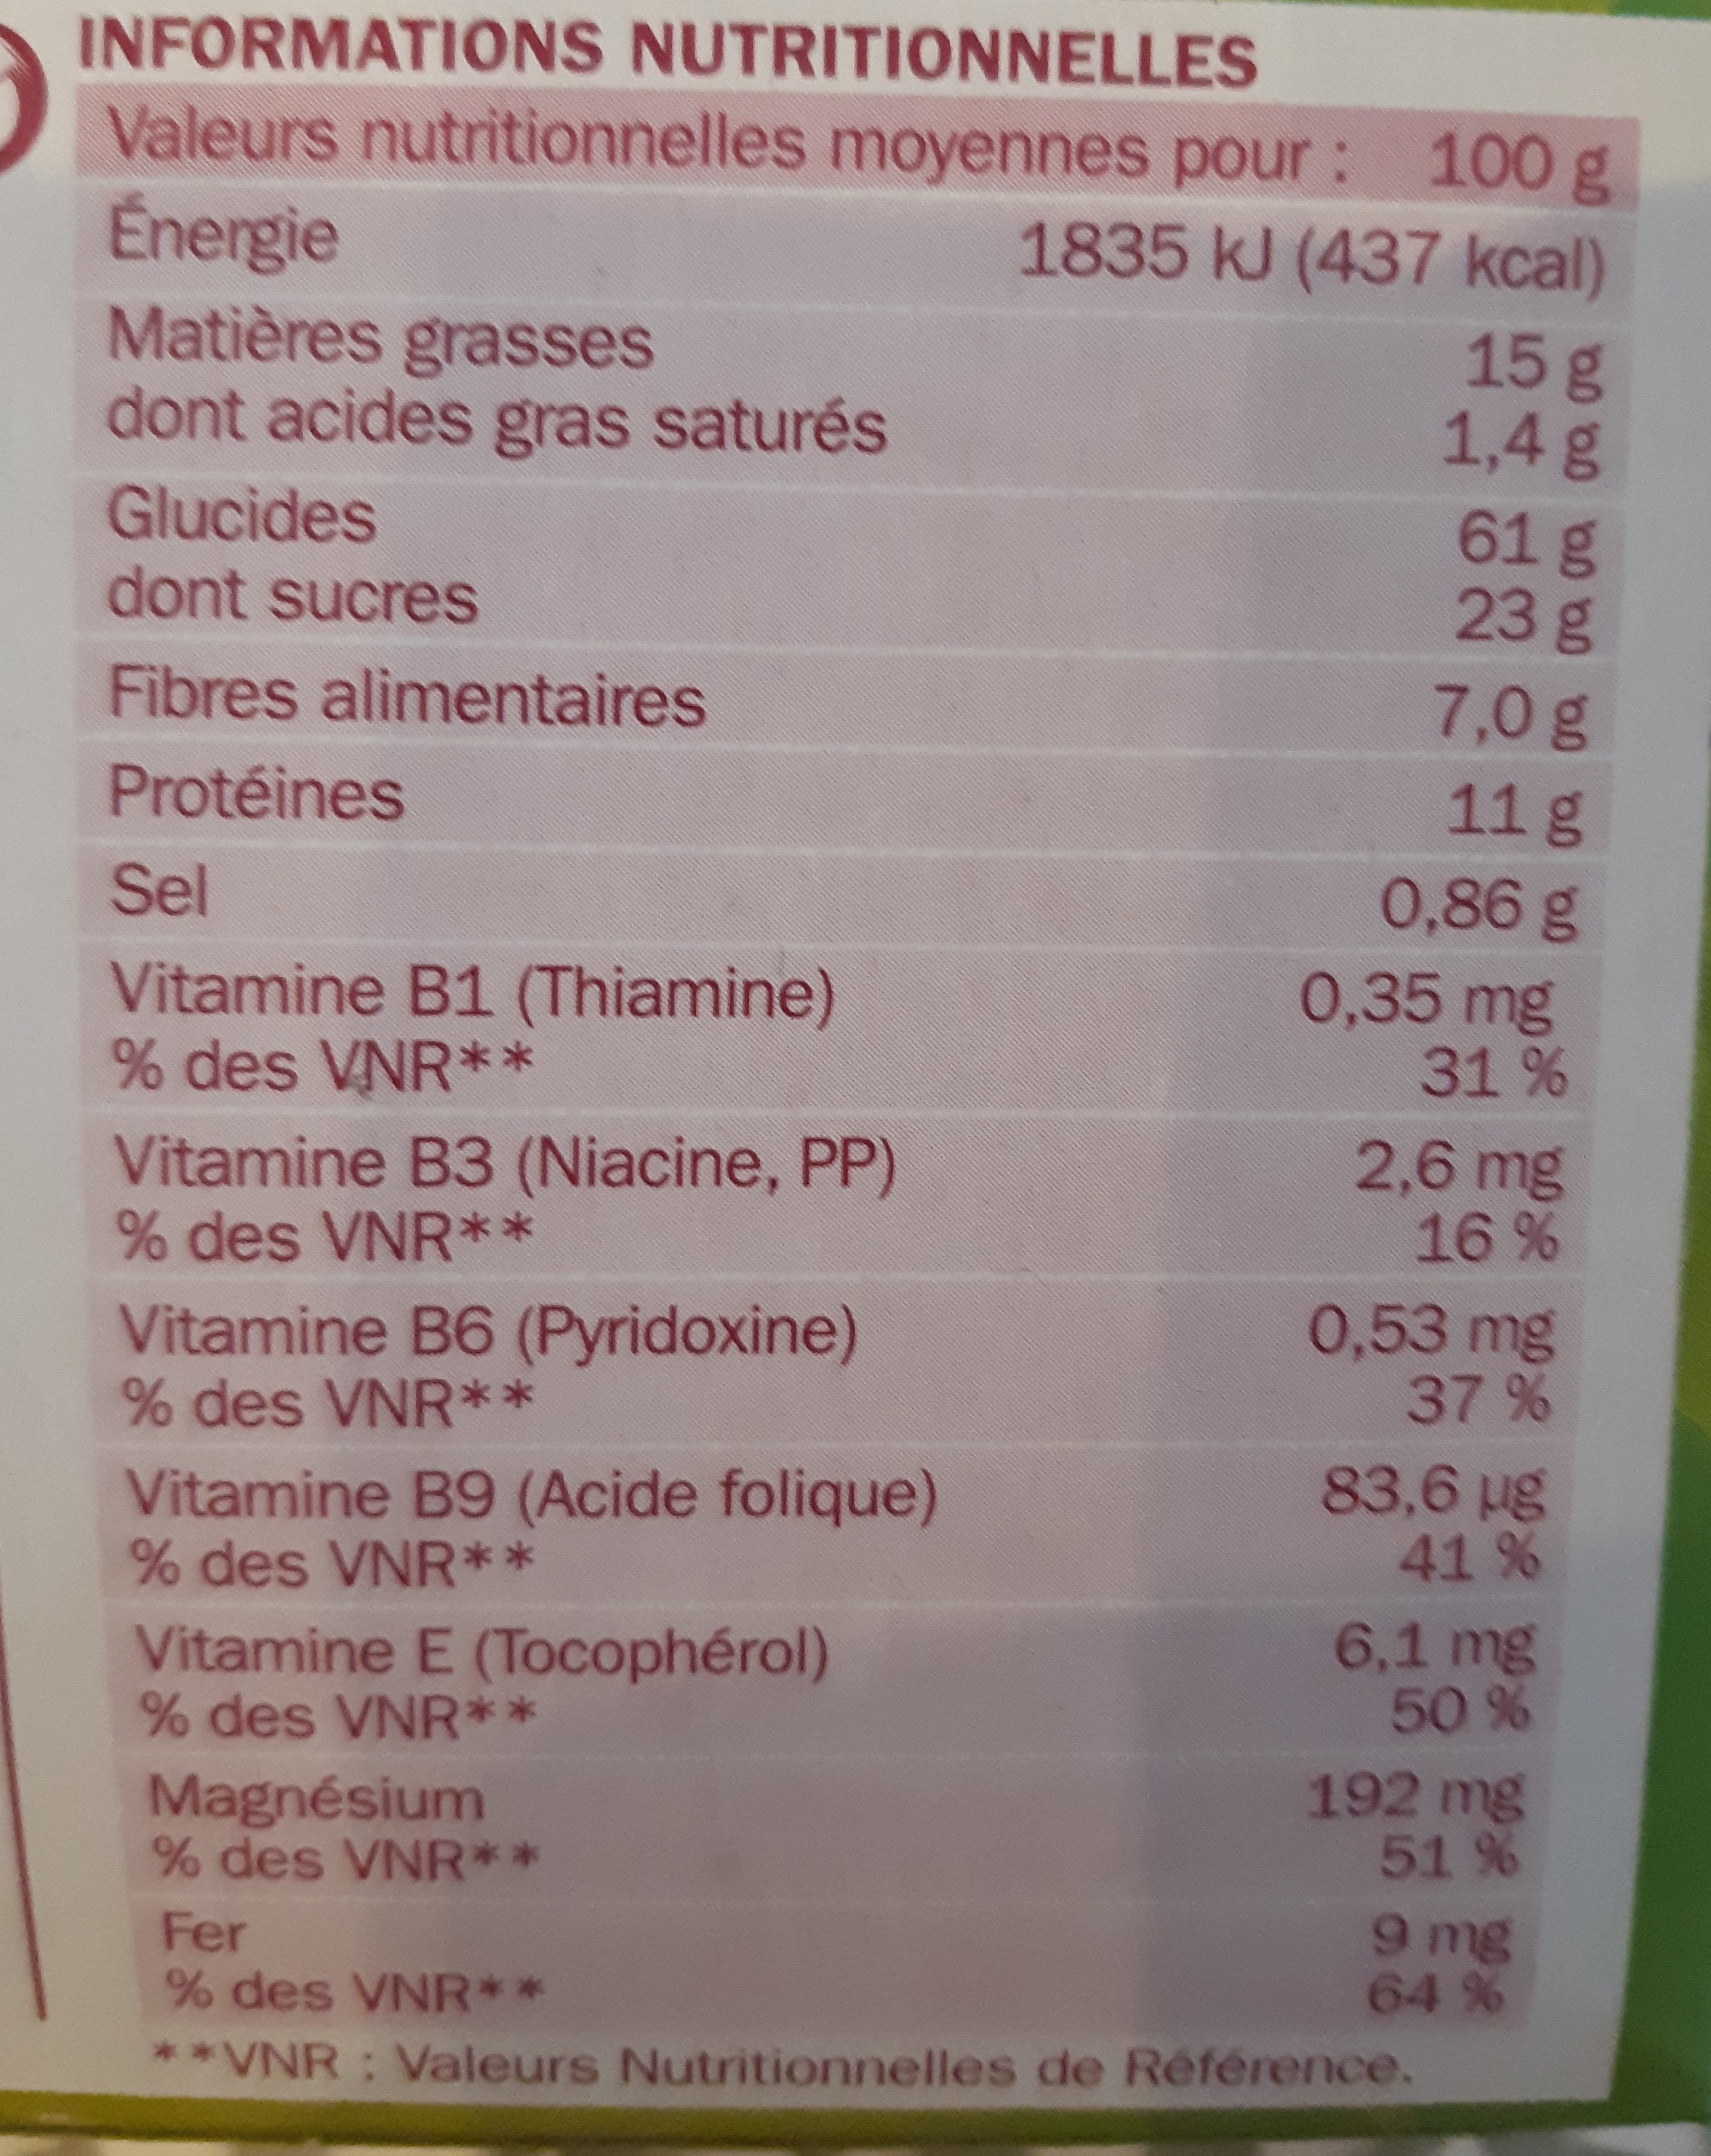 INFORMATIONS NUTRITIONNELLES
Valeurs nutritionnelles moyennes pour : 100 g
Énergie 1835 kJ (437 kcal)
Matières grasses 15 g
dont acides gras saturés 1,4 g
Glucides 61 g
dont sucres 23 g
Fibres alimentaires 7,0 g
Protéines 11 g
Sel 0,86 g
Vitamine B1 (Thiamine) 0,35 mg
% des VNR** 31 %
Vitamine B3 (Niacine, PP) 2,6 mg
% des VNR** 16 %
Vitamine B6 (Pyridoxine) 0,53 mg
% des VNR** 37 %
Vitamine B9 (Acide folique) 83,6 µg
% des VNR** 41 %
Vitamine E (Tocophérol) 6,1 mg
% des VNR** 50 %
Magnésium 192 mg
% des VNR** 51 %
Fer 9 mg
% des VNR** 64 %
**VNR : Valeurs Nutritionnelles de Référence.